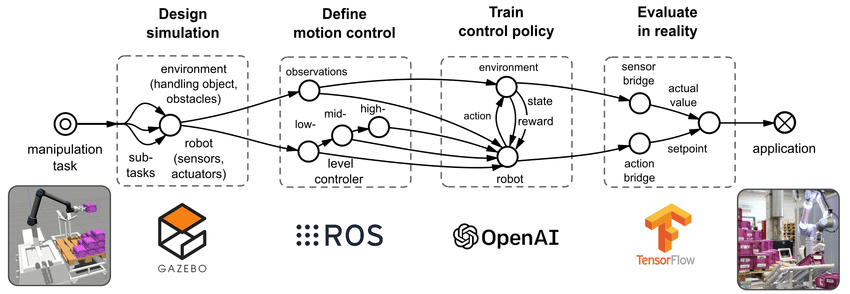 Design
simulation
Define
motion control
Train
control policy
Evaluate
in reality
manipulation
task
environment
(handling object,
obstacles)
sub-
tasks
robot
(sensors,
actuators)
observations
low-
mid-
high-
level
controler
environment
action
state
reward
robot
sensor
bridge
actual
value
action
bridge
setpoint
application
GAZEBO
ROS
OpenAI
TensorFlow